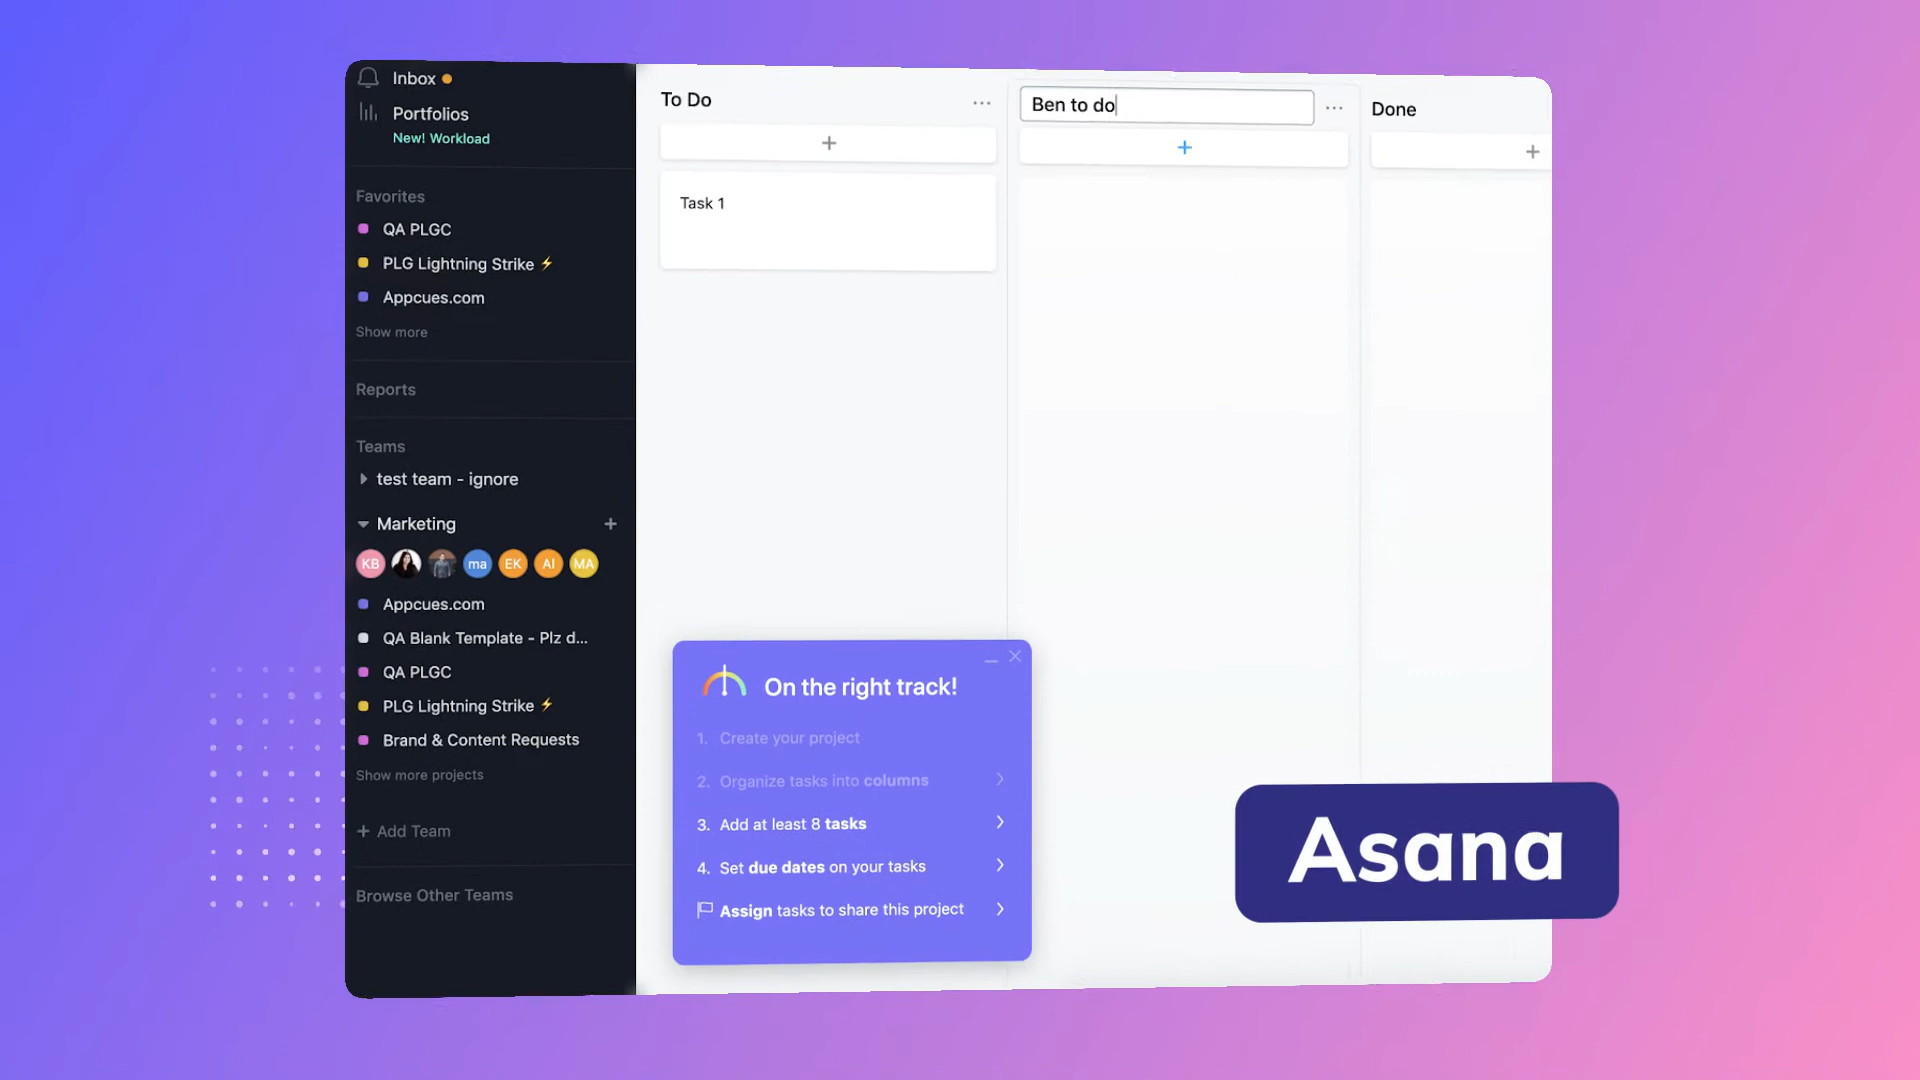 Inbox
Portfolios
New! Workload
Favorites
QA PLGC
PLG Lightning Strike ⚡
Appcues.com
Show more
Reports
Teams
test team - ignore
Marketing +
KB ma EK AI MA
Appcues.com
QA Blank Template - Plz d...
QA PLGC
PLG Lightning Strike ⚡
Brand & Content Requests
Show more projects
+ Add Team
Browse Other Teams
To Do ...
+
Task 1
Ben to do ...
+
Done
+
On the right track!
1. Create your project
2. Organize tasks into columns
3. Add at least 8 tasks
4. Set due dates on your tasks
Assign tasks to share this project
Asana